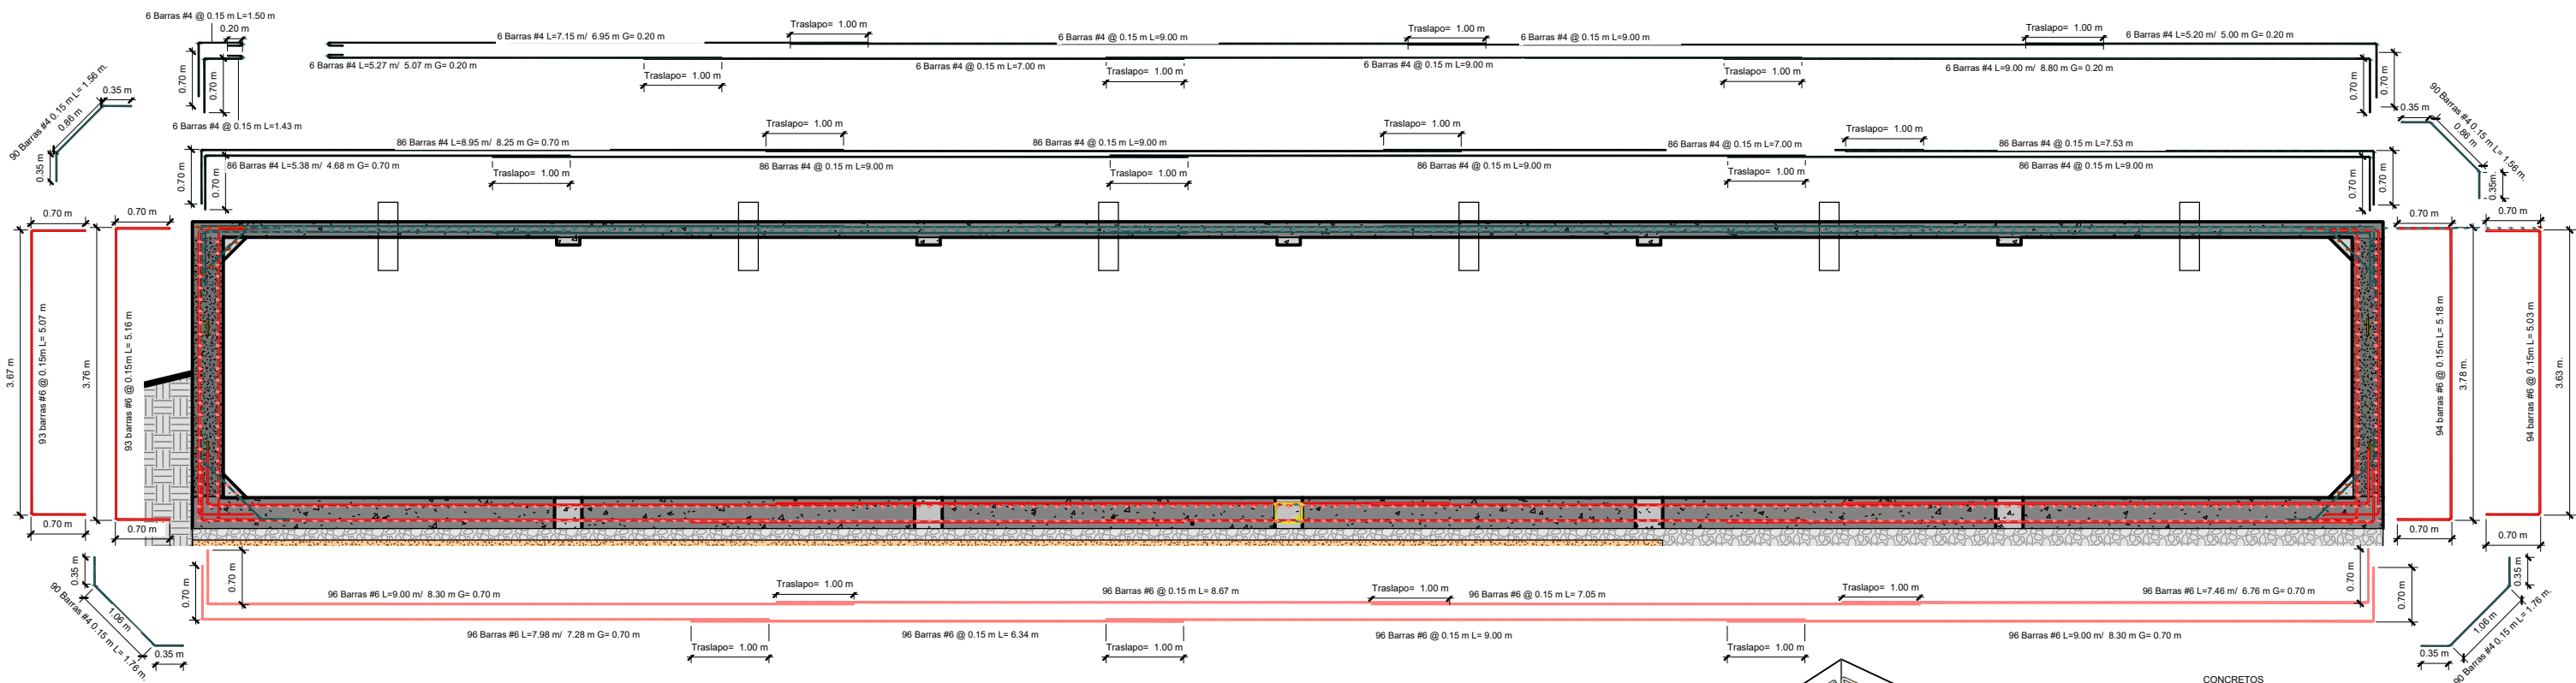 6 Barras #4 @ 0.15 m L=1.50 m
0.20 m
6 Barras #4 L=7.15 m/  6.95 m G= 0.20 m
Traslapo=  1.00 m
6 Barras #4 @ 0.15 m L=9.00 m
Traslapo=  1.00 m
6 Barras #4 @ 0.15 m L=9.00 m
Traslapo=  1.00 m
6 Barras #4 L=5.20 m/  5.00 m G= 0.20 m
0.70 m
0.70 m
6 Barras #4 L=5.27 m/  5.07 m G= 0.20 m
Traslapo=  1.00 m
6 Barras #4 @ 0.15 m L=7.00 m
Traslapo=  1.00 m
6 Barras #4 @ 0.15 m L=9.00 m
Traslapo=  1.00 m
6 Barras #4 L=9.00 m/  8.80 m G= 0.20 m
0.70 m
0.70 m
90 Barras #4 0.15 m L= 1.56 m.
0.35 m
0.86 m
0.35 m
6 Barras #4 @ 0.15 m L=1.43 m
90 Barras #4 0.15 m L= 1.56 m.
0.35 m
0.86 m
0.35m.
86 Barras #4 L=8.95 m/  8.25 m G= 0.70 m
Traslapo=  1.00 m
86 Barras #4 @ 0.15 m L=9.00 m
Traslapo=  1.00 m
86 Barras #4 @ 0.15 m L=7.00 m
Traslapo=  1.00 m
86 Barras #4 @ 0.15 m L=7.53 m
0.70 m
0.70 m
86 Barras #4 L=5.38 m/  4.68 m G= 0.70 m
Traslapo=  1.00 m
86 Barras #4 @ 0.15 m L=9.00 m
Traslapo=  1.00 m
86 Barras #4 @ 0.15 m L=9.00 m
Traslapo=  1.00 m
86 Barras #4 @ 0.15 m L=9.00 m
0.70 m
0.70 m
0.70 m
0.70 m
0.70 m
0.70 m
3.67 m
93 barras #6 @ 0.15m L= 5.07 m
3.76 m
93 barras #6 @ 0.15m L= 5.16 m
94 barras #6 @ 0.15m L= 5.18 m
3.78 m.
94 barras #6 @ 0.15m L= 5.03 m
3.63 m.
0.70 m
0.70 m
0.70 m
0.70 m
0.35 m
90 Barras #4 0.15 m L= 1.76 m.
1.06 m
0.35 m
0.70 m
0.70 m
96 Barras #6 L=9.00 m/  8.30 m G= 0.70 m
Traslapo=  1.00 m
96 Barras #6 @ 0.15 m L= 8.67 m
Traslapo=  1.00 m
96 Barras #6 @ 0.15 m L= 7.05 m
Traslapo=  1.00 m
96 Barras #6 L=7.46 m/  6.76 m G= 0.70 m
0.70 m
0.70 m
96 Barras #6 L=7.98 m/  7.28 m G= 0.70 m
Traslapo=  1.00 m
96 Barras #6 @ 0.15 m L= 6.34 m
Traslapo=  1.00 m
96 Barras #6 @ 0.15 m L= 9.00 m
Traslapo=  1.00 m
96 Barras #6 L=9.00 m/  8.30 m G= 0.70 m
0.35 m
1.06 m
90 Barras #4 0.15 m L= 1.76 m.
0.35 m
CONCRETOS